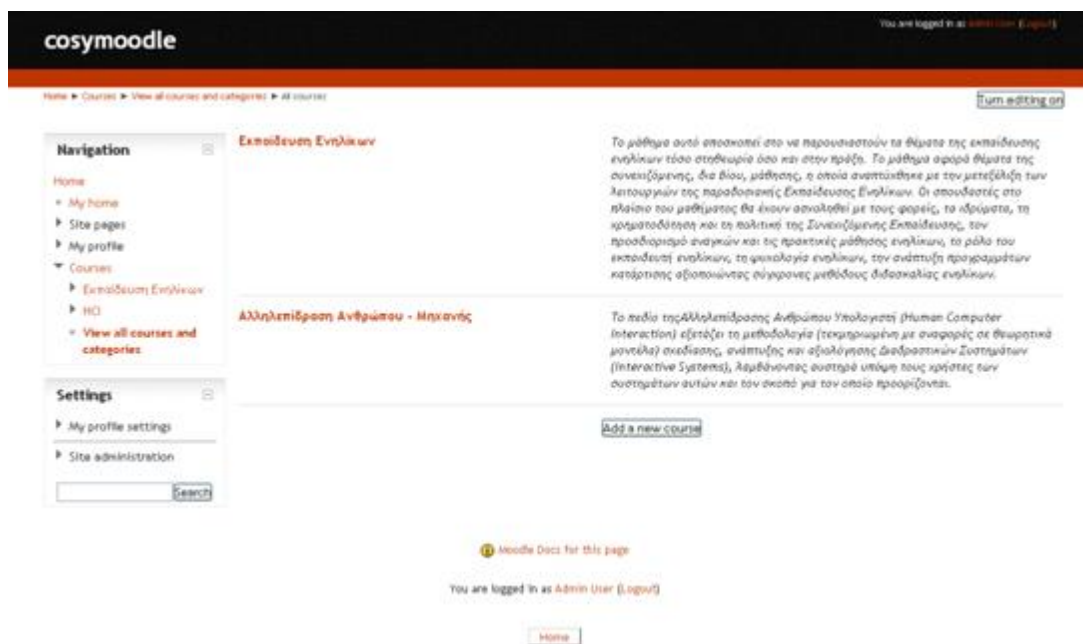 cosymoodle
You are logged in as Admin User (Logout)
Home ► Courses ► View all courses and categories ► All courses
Turn editing on
Navigation
Home
My home
Site pages
My profile
Courses
Εκπαίδευση Ενηλίκων
HCI
View all courses and
categories
Settings
My profile settings
Site administration
Search
Εκπαίδευση Ενηλίκων
Το μάθημα αυτό αποσκοπεί στο να παρουσιαστούν τα θέματα της εκπαίδευσης
ενηλίκων τόσο στηθεωρία όσο και στην πράξη. Το μάθημα αφορά θέματα της
συνεχιζόμενης, δια βίου, μάθησης, η οποία αναπτύχθηκε με την μετεξέλιξη των
λειτουργιών της παραδοσιακής Εκπαίδευσης Ενηλίκων. Οι σπουδαστές στο
πλαίσιο του μαθήματος θα έχουν ασχοληθεί με τους φορείς, τα ιδρύματα, τη
χρηματοδότηση και τη πολιτική της Συνεχιζόμενης Εκπαίδευσης, τον
προσδιορισμό αναγκών και τις πρακτικές μάθησης ενηλίκων, το ρόλο του
εκπαιδευτή ενηλίκων, τη ψυχολογία ενηλίκων, την ανάπτυξη προγραμμάτων
κατάρτισης αξιοποιώντας σύγχρονες μεθόδους διδασκαλίας ενηλίκων.
Αλληλεπίδραση Ανθρώπου - Μηχανής
Το πεδίο τηςΑλληλεπίδρασης Ανθρώπου Υπολογιστή (Human Computer
Interaction) εξετάζει τη μεθοδολογία (τεκμηριωμένη με αναφορές σε θεωρητικά
μοντέλα) σχεδίασης, ανάπτυξης και αξιολόγησης Διαδραστικών Συστημάτων
(Interactive Systems), λαμβάνοντας αυστηρά υπόψη τους χρήστες των
συστημάτων αυτών και τον σκοπό για τον οποίο προορίζονται.
Add a new course
Moodle Docs for this page
You are logged in as Admin User (Logout)
Home